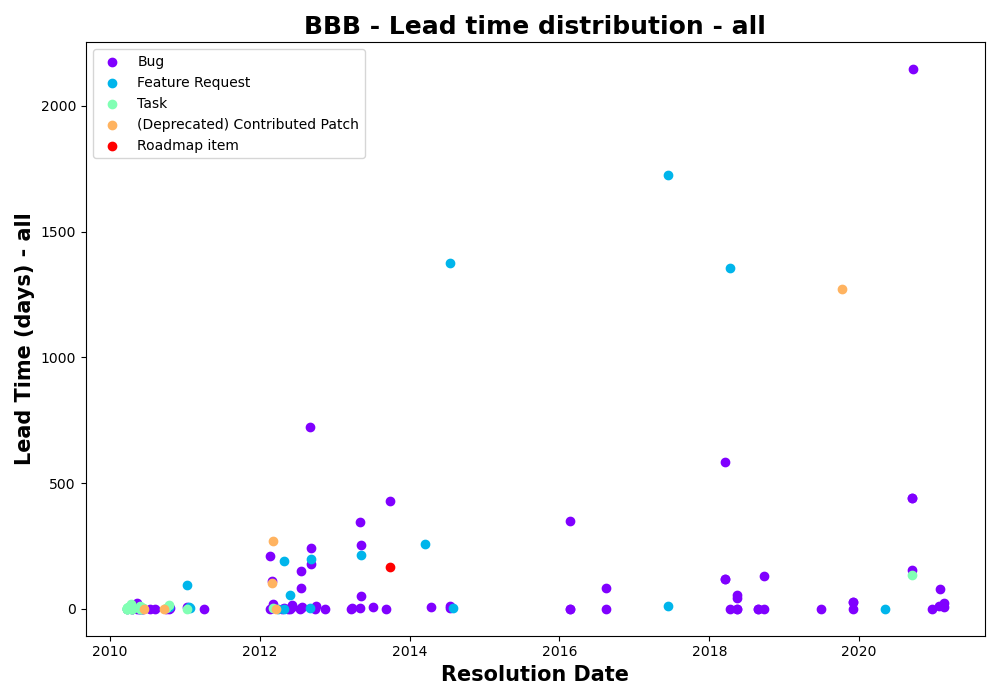 BBB - Lead time distribution - all
Bug
Feature Request
Task
(Deprecated) Contributed Patch
Roadmap item
Lead Time (days) - all
2000
1500
1000
500
0
2010 2012 2014 2016 2018 2020
Resolution Date